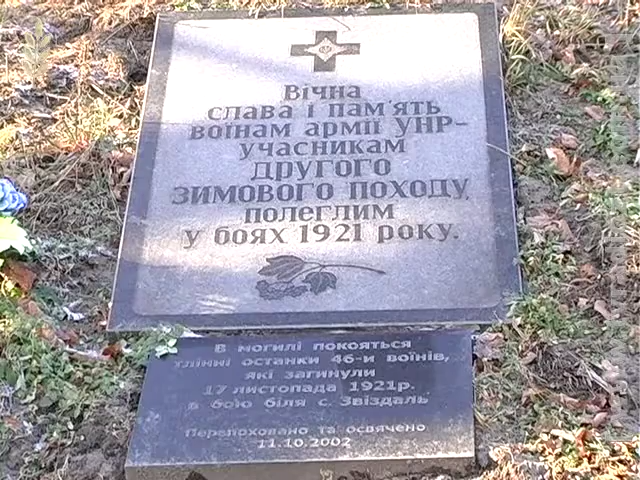 Вічна
слава і пам'ять
воїнам армії УНР-
учасникам
другого
зимового походу,
полеглим
у боях 1921 року.
В могилі покояться
тлінні останки 46-и воїнів,
які загинули
17 листопада 1921р.
в бою біля с. Звіздаль
Перепоховано та освячено
11.10.2002